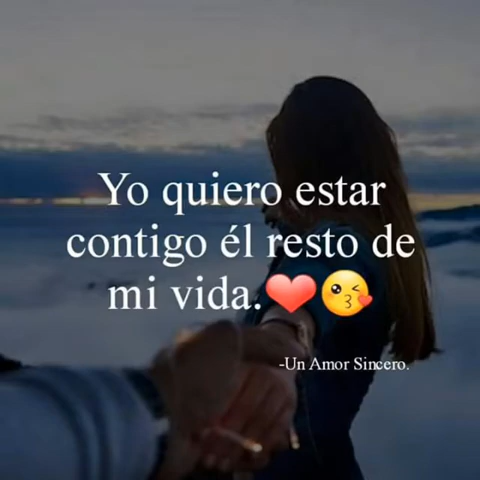 Yo quiero estar
contigo él resto de
mi vida.❤😘
-Un Amor Sincero.